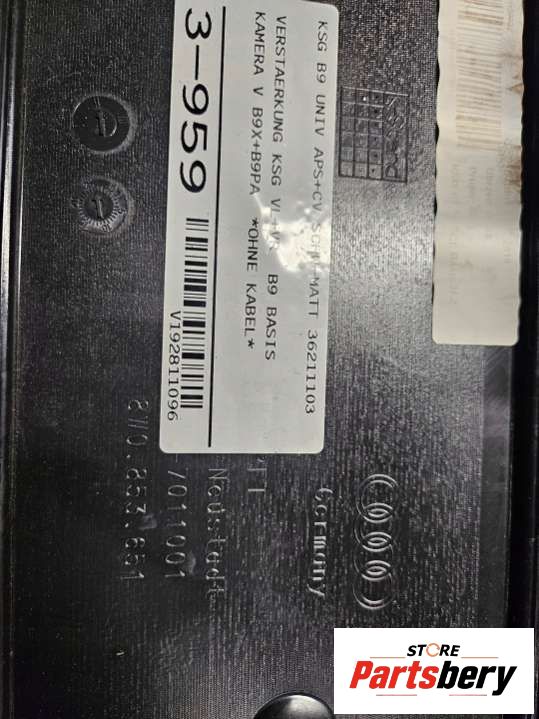 KSG B9 UNIV APS+CV SCHW-MATT 36211103
VERSTAERKUNG KSG VL+VR B9 BASIS
KAMERA V B9X+B9PA *OHNE KABEL*
3-959
V192811096
Germany
Neustadt
7011001
8W0.853.651
STORE
Partsbery